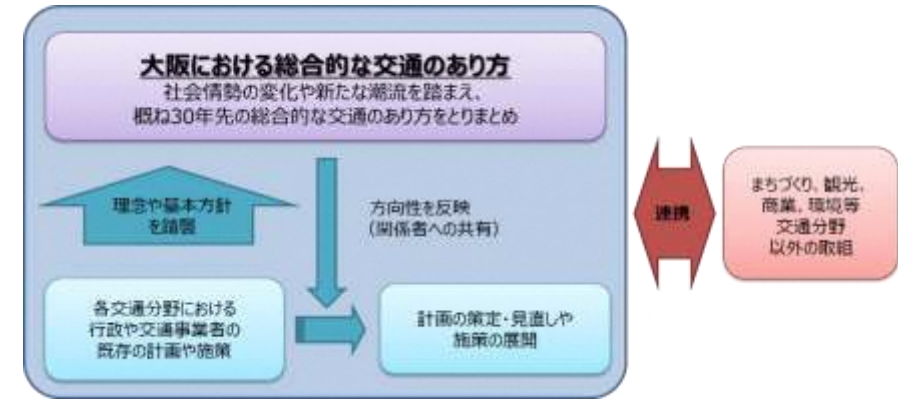 大阪における総合的な交通のあり方
社会情勢の変化や新たな潮流を踏まえ、
概ね30年先の総合的な交通のあり方をとりまとめ
理念や基本方針
を踏襲
方向性を反映
（関係者への共有）
連携
まちづくり、観光、
商業、環境等
交通分野
以外の取組
各交通分野における
行政や交通事業者の
既存の計画や施策
計画の策定・見直しや
施策の展開